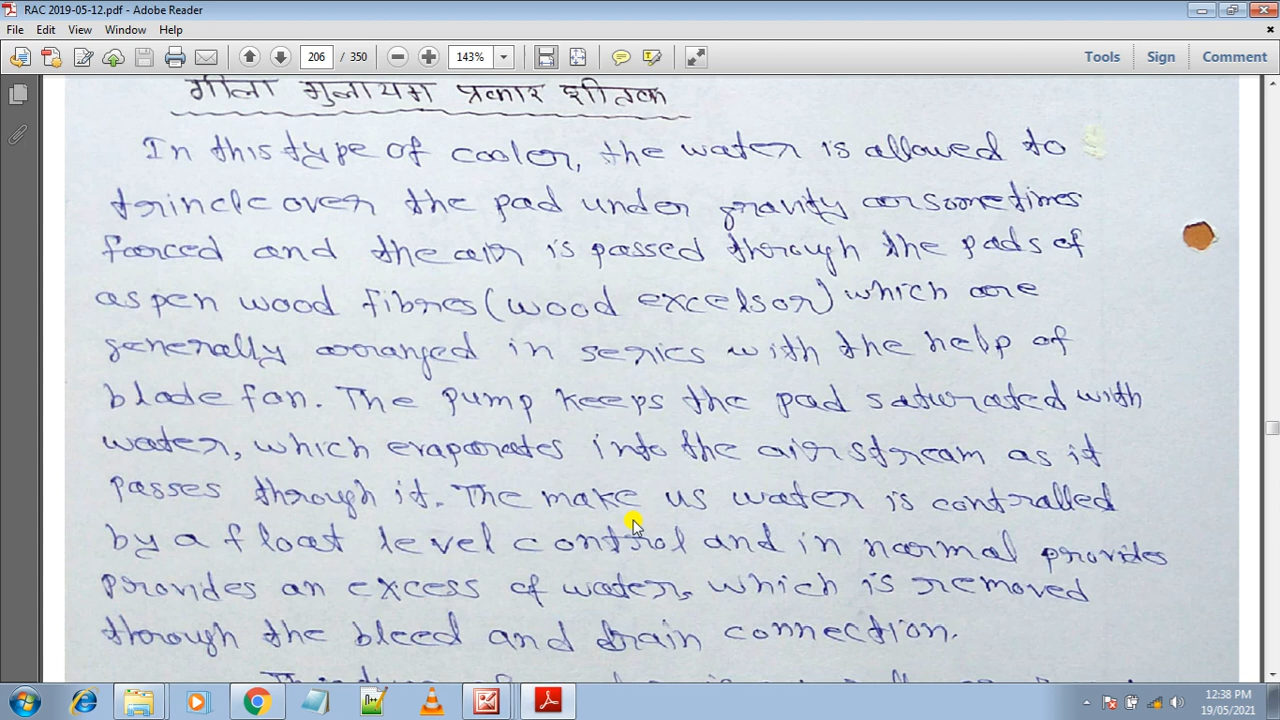 RAC 2019-05-12.pdf - Adobe Reader
File Edit View Window Help
206 / 350 143% Tools Sign Comment
गीला मुलायम प्रकार शीतक
In this type of cooler, the water is allowed to
trincle over the pad under gravity or sometimes
forced and the air is passed through the pads of
aspen wood fibres (wood excelsor) which are
generally arranged in series with the help of
blade fan. The pump keeps the pad saturated with
water, which evaporates into the air stream as it
passes through it. The make us water is controlled
by a float level control and in normal provides
provides an excess of water, which is removed
through the bleed and drain connection.
12:38 PM
19/05/2021